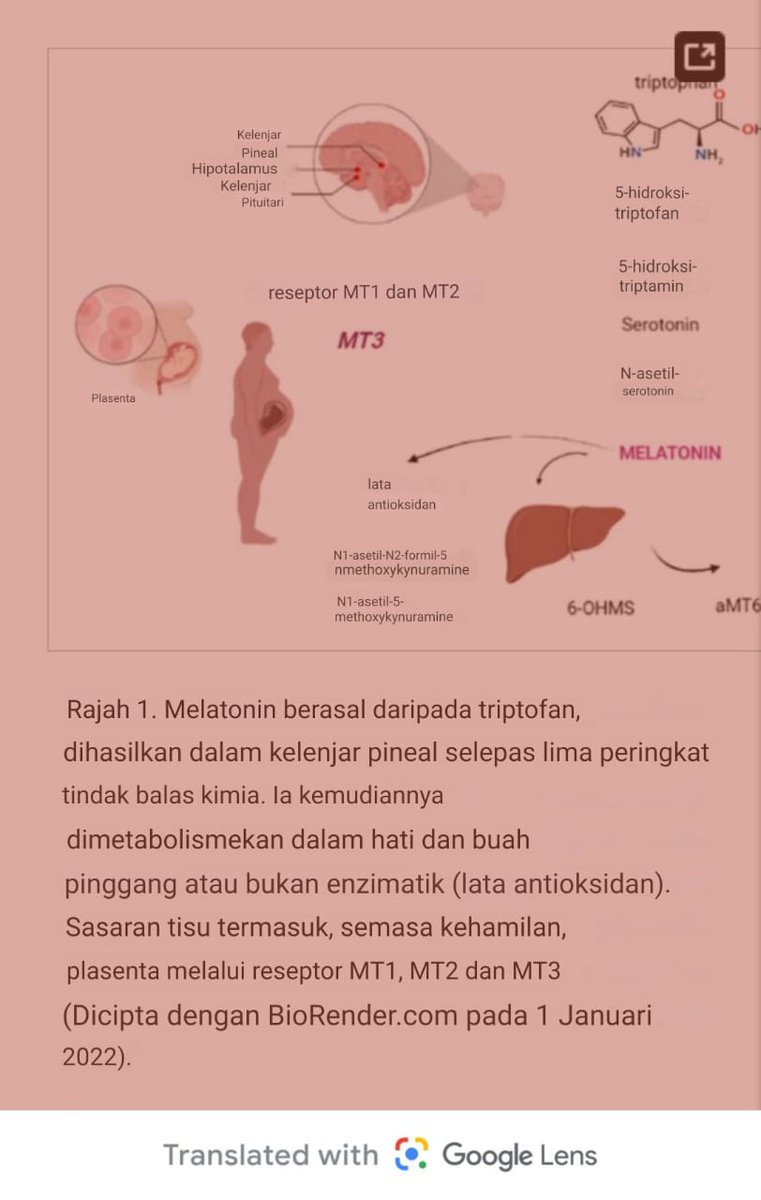 triptophan
O
OH
HN
NH2
Kelenjar
Pineal
Hipotalamus
Kelenjar
Pituitari
5-hidroksi-
triptofan
5-hidroksi-
triptamin
reseptor MT1 dan MT2
Serotonin
MT3
N-asetil-
serotonin
Plasenta
MELATONIN
lata
antioksidan
N1-asetil-N2-formil-5
nmethoxykynuramine
N1-asetil-5-
methoxykynuramine
6-OHMS
aMT6
Rajah 1. Melatonin berasal daripada triptofan,
dihasilkan dalam kelenjar pineal selepas lima peringkat
tindak balas kimia. Ia kemudiannya
dimetabolismekan dalam hati dan buah
pinggang atau bukan enzimatik (lata antioksidan).
Sasaran tisu termasuk, semasa kehamilan,
plasenta melalui reseptor MT1, MT2 dan MT3
(Dicipta dengan BioRender.com pada 1 Januari
2022).
Translated with Google Lens